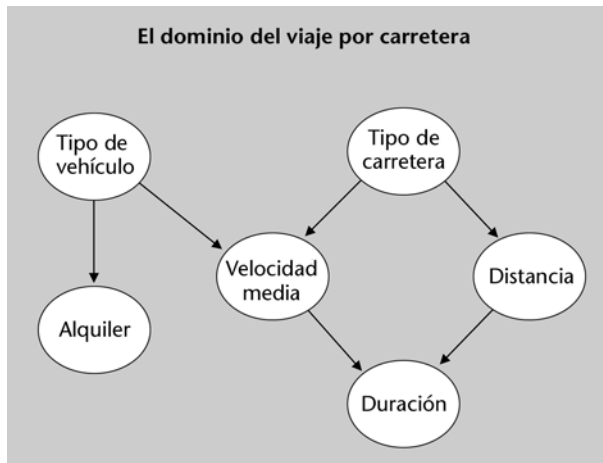 El dominio del viaje por carretera
Tipo de
vehículo
Tipo de
carretera
Velocidad
media
Distancia
Alquiler
Duración